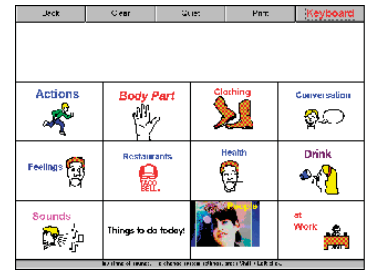 Back Clear Quiet Print Keyboard
Actions Body Part Clothing Conversation
Feelings Restaurants Health Drink
TACO
BELL.
Sounds Things to do today! People at
Work